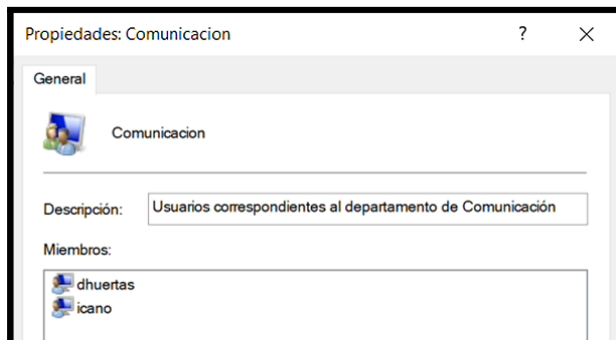 Propiedades: Comunicacion ?
General
Comunicacion
Descripción: Usuarios correspondientes al departamento de Comunicación
Miembros:
dhuertas
icano